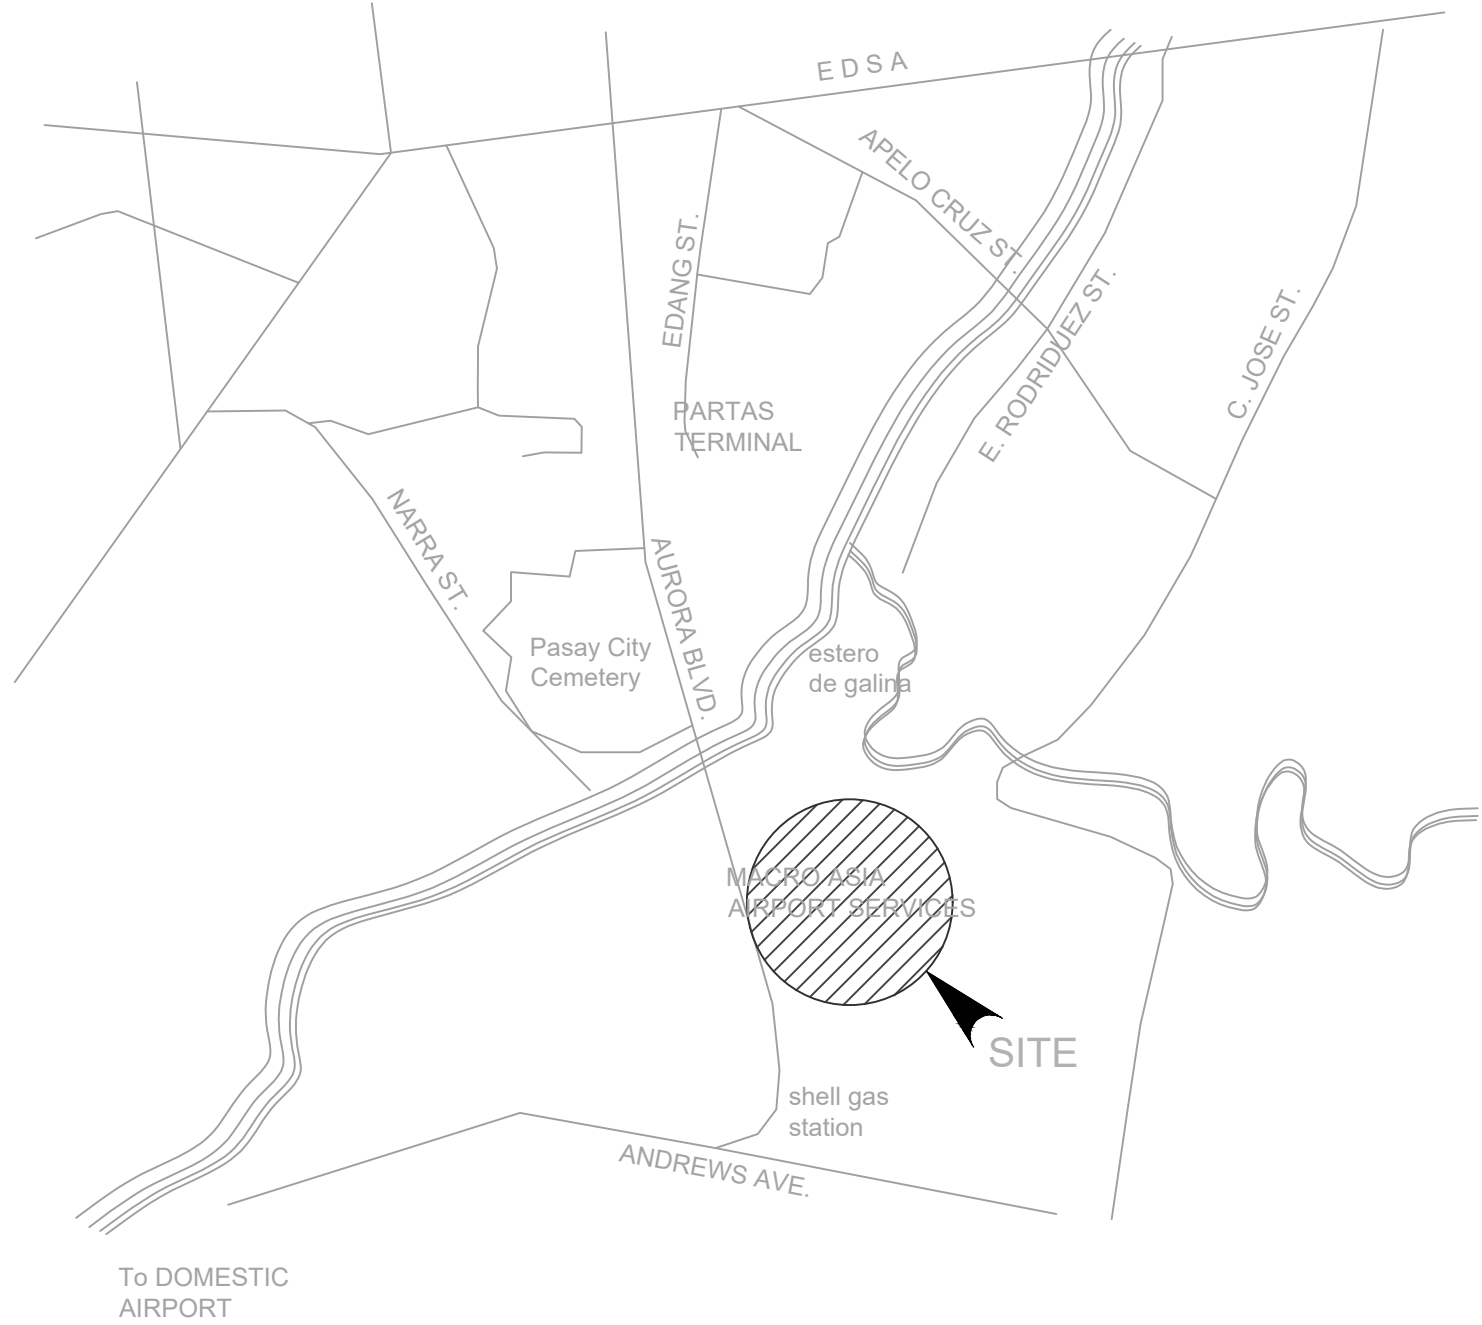 E D S A
APELO CRUZ ST.
EDANG ST.
E. RODRIDUEZ ST.
C. JOSE ST.
PARTAS
TERMINAL
NARRA ST.
AURORA BLVD.
Pasay City
Cemetery
estero
de galina
MACRO ASIA
AIRPORT SERVICES
SITE
shell gas
station
ANDREWS AVE.
To DOMESTIC
AIRPORT